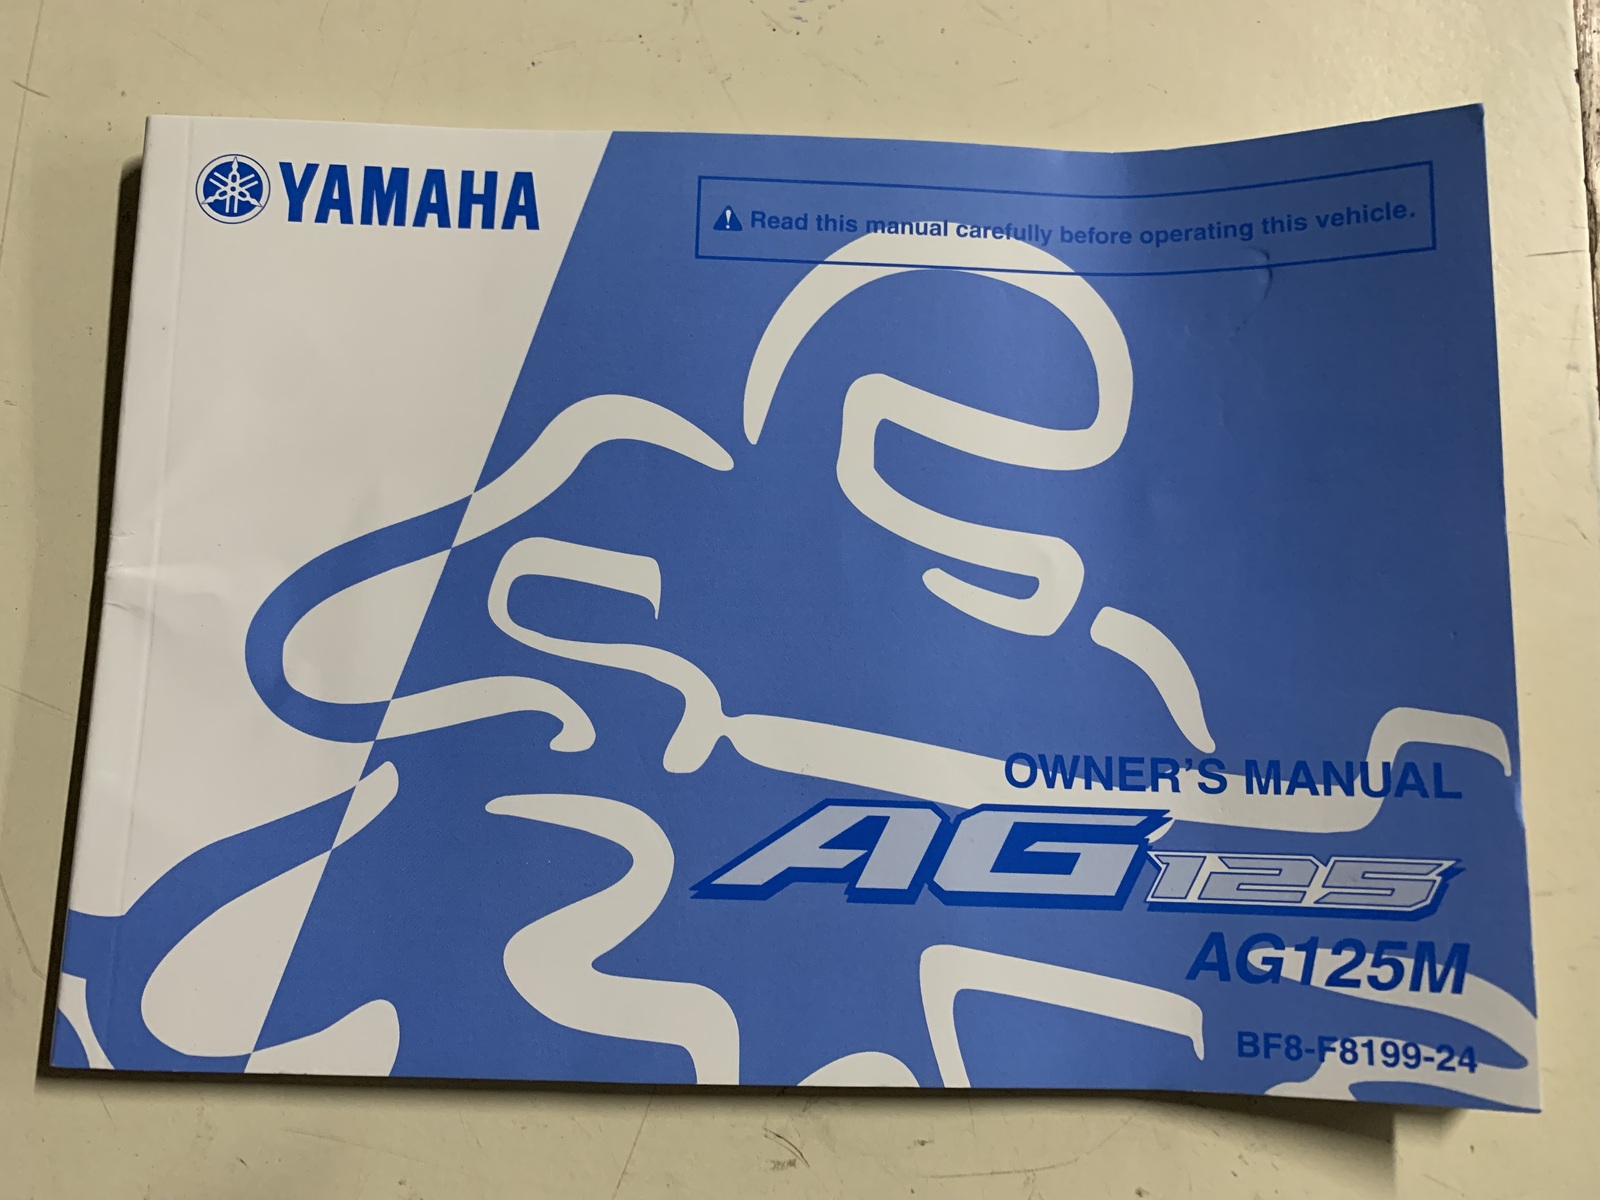 YAMAHA
Read this manual carefully before operating this vehicle.
OWNER'S MANUAL
AG125
AG125M
BF8-F8199-24